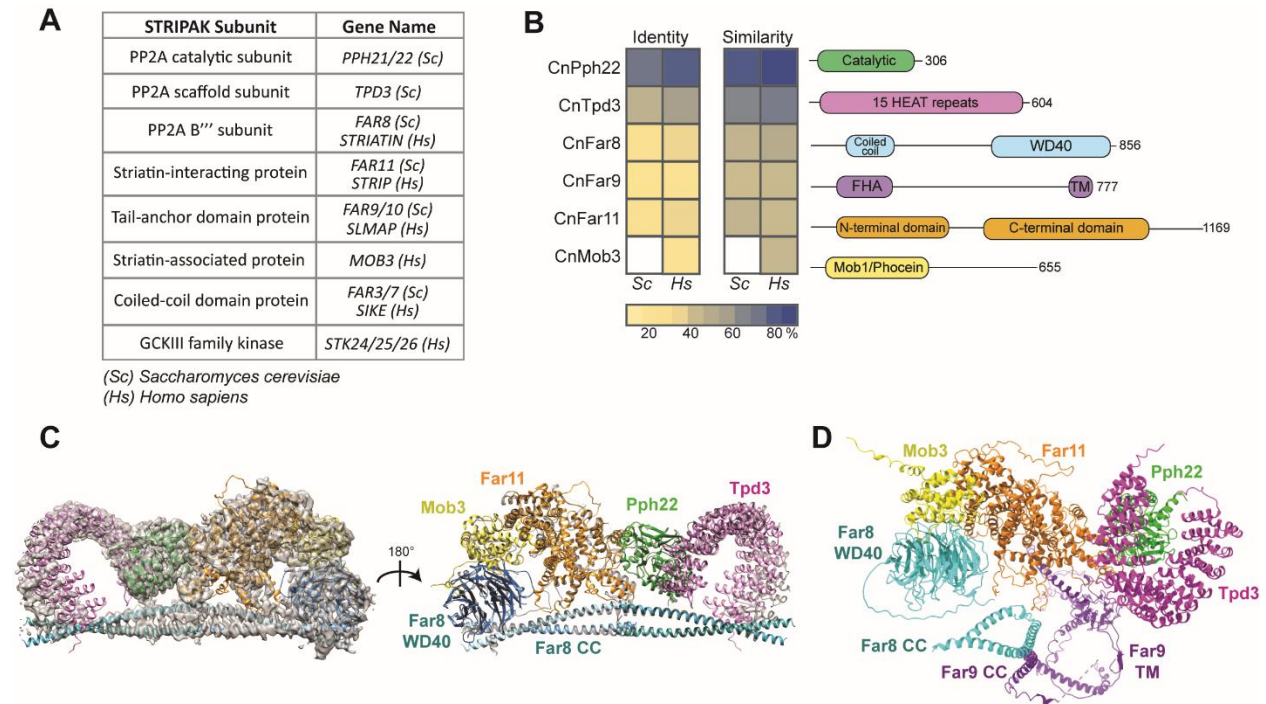 A
STRIPAK Subunit Gene Name
PP2A catalytic subunit PPH21/22 (Sc)
PP2A scaffold subunit TPD3 (Sc)
PP2A B′′′ subunit FAR8 (Sc)
STRIATIN (Hs)
Striatin-interacting protein FAR11 (Sc)
STRIP (Hs)
Tail-anchor domain protein FAR9/10 (Sc)
SLMAP (Hs)
Striatin-associated protein MOB3 (Hs)
Coiled-coil domain protein FAR3/7 (Sc)
SIKE (Hs)
GCKIII family kinase STK24/25/26 (Hs)
(Sc) Saccharomyces cerevisiae
(Hs) Homo sapiens
B
Identity Similarity
CnPph22 Catalytic 306
CnTpd3 15 HEAT repeats 604
CnFar8 Coiled coil WD40 856
CnFar9 FHA TM 777
CnFar11 N-terminal domain C-terminal domain 1169
CnMob3 Mob1/Phocein 655
Sc Hs Sc Hs
20 40 60 80 %
C
180°
Mob3
Far11
Pph22
Tpd3
Far8
WD40
Far8 CC
D
Mob3
Far11
Pph22
Far8
WD40
Tpd3
Far8 CC
Far9 CC
Far9
TM